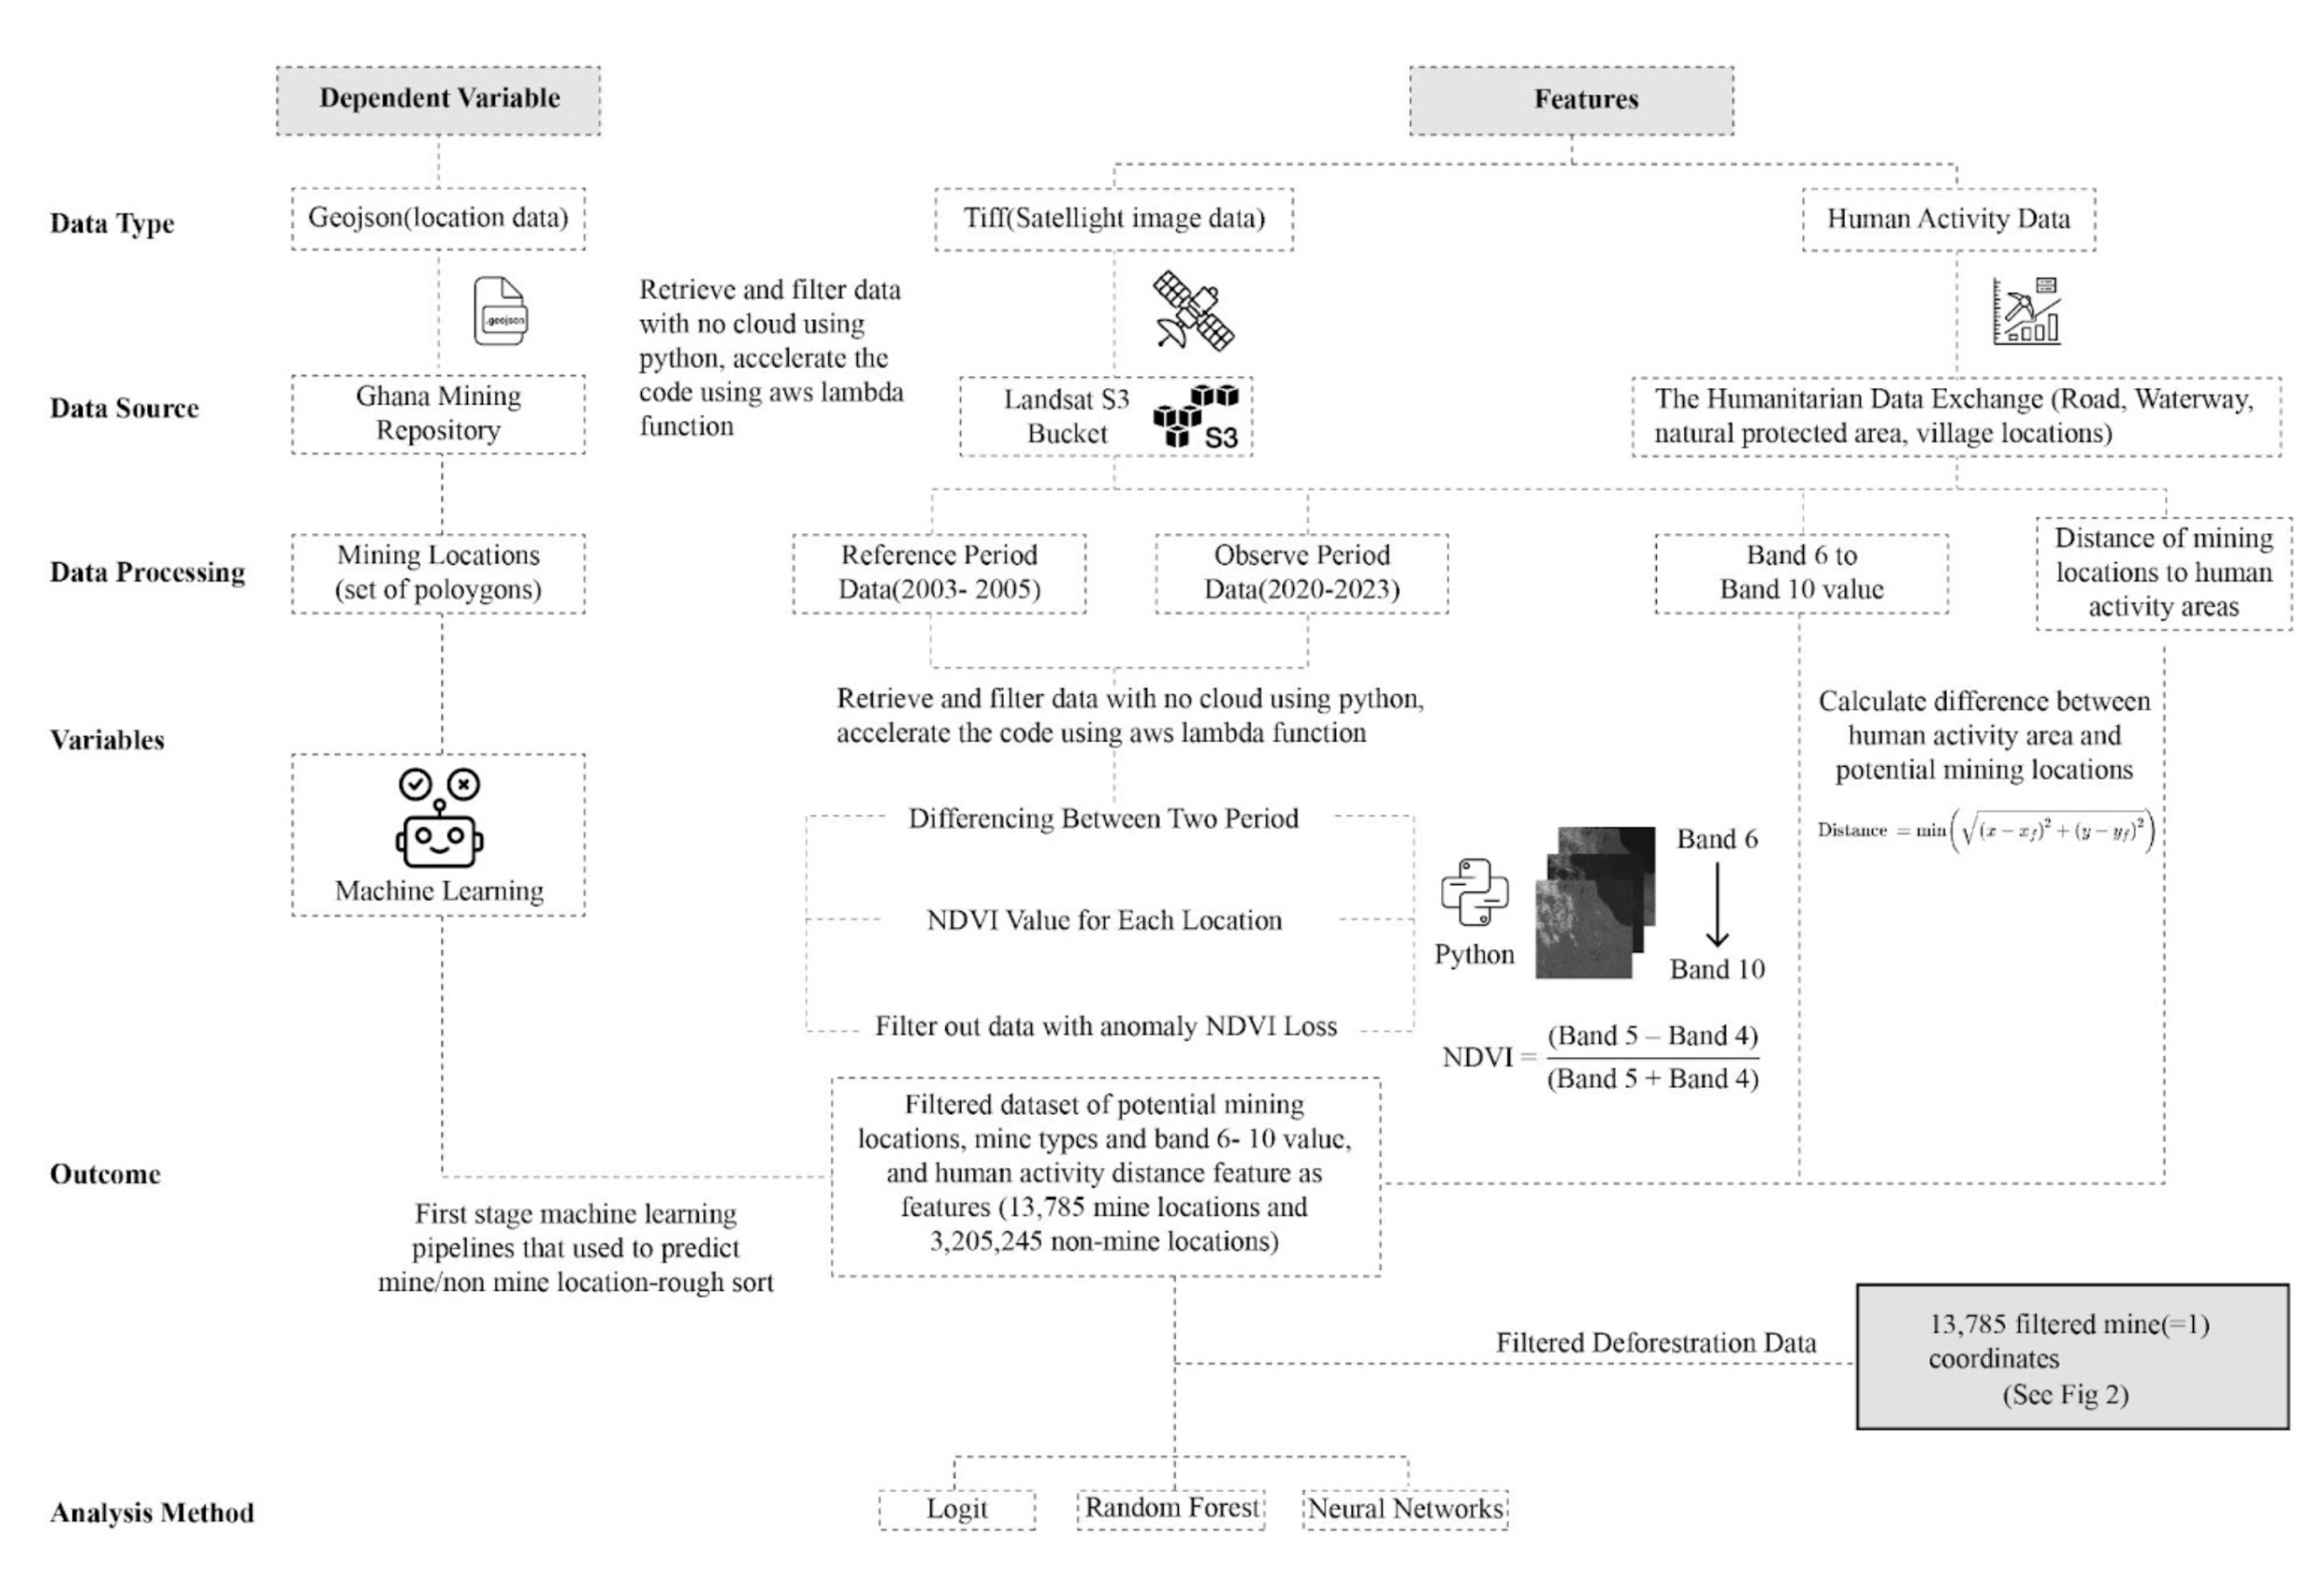 Dependent Variable
Features
Data Type
Geojson(location data)
Tiff(Satellight image data)
Human Activity Data
.geojson
Retrieve and filter data
with no cloud using
python, accelerate the
code using aws lambda
function
Data Source
Ghana Mining
Repository
Landsat S3
Bucket
S3
The Humanitarian Data Exchange (Road, Waterway,
natural protected area, village locations)
Data Processing
Mining Locations
(set of poloygons)
Reference Period
Data(2003- 2005)
Observe Period
Data(2020-2023)
Band 6 to
Band 10 value
Distance of mining
locations to human
activity areas
Retrieve and filter data with no cloud using python,
accelerate the code using aws lambda function
Calculate difference between
human activity area and
potential mining locations
Variables
Machine Learning
Differencing Between Two Period
NDVI Value for Each Location
Filter out data with anomaly NDVI Loss
Python
Band 6
Band 10
Distance = min(√((x − x_f)² + (y − y_f)²))
NDVI = (Band 5 – Band 4)
(Band 5 + Band 4)
Outcome
Filtered dataset of potential mining
locations, mine types and band 6- 10 value,
and human activity distance feature as
features (13,785 mine locations and
3,205,245 non-mine locations)
First stage machine learning
pipelines that used to predict
mine/non mine location-rough sort
Filtered Deforestration Data
13,785 filtered mine(=1)
coordinates
(See Fig 2)
Analysis Method
Logit
Random Forest
Neural Networks